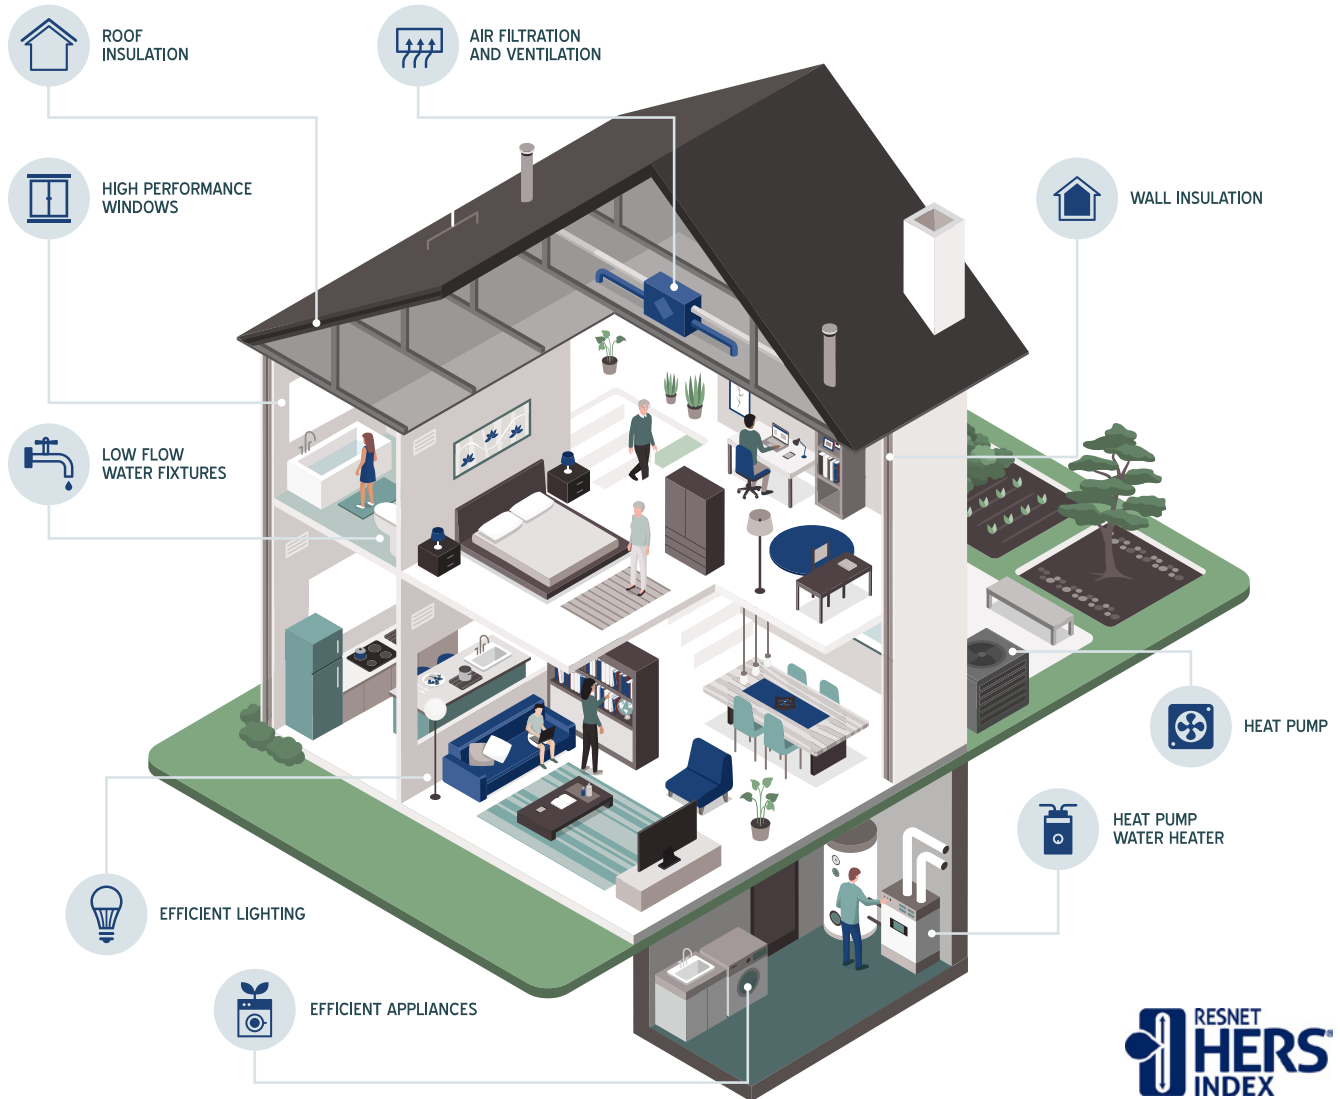 ROOF
INSULATION
AIR FILTRATION
AND VENTILATION
HIGH PERFORMANCE
WINDOWS
WALL INSULATION
LOW FLOW
WATER FIXTURES
HEAT PUMP
HEAT PUMP
WATER HEATER
EFFICIENT LIGHTING
EFFICIENT APPLIANCES
RESNET
HERS®
INDEX